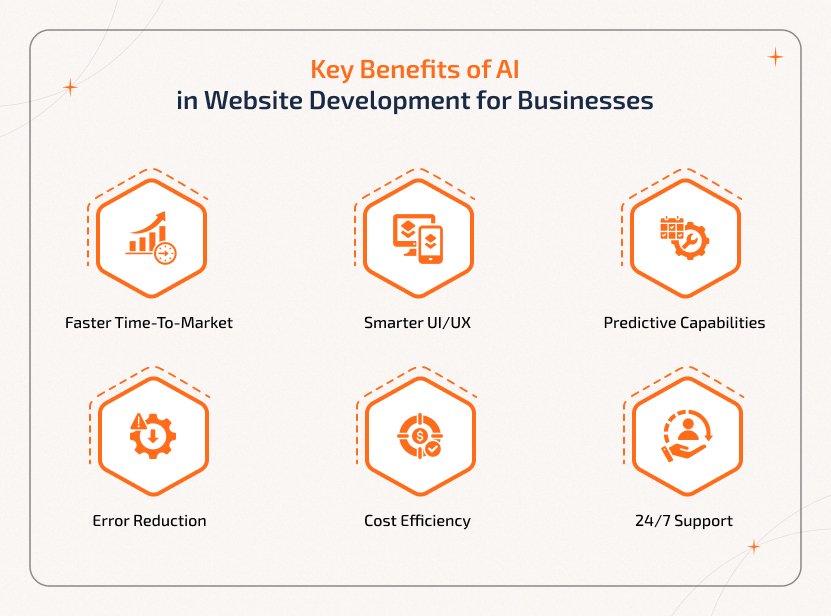 Key Benefits of AI
in Website Development for Businesses
Faster Time-To-Market
Smarter UI/UX
Predictive Capabilities
Error Reduction
Cost Efficiency
24/7 Support